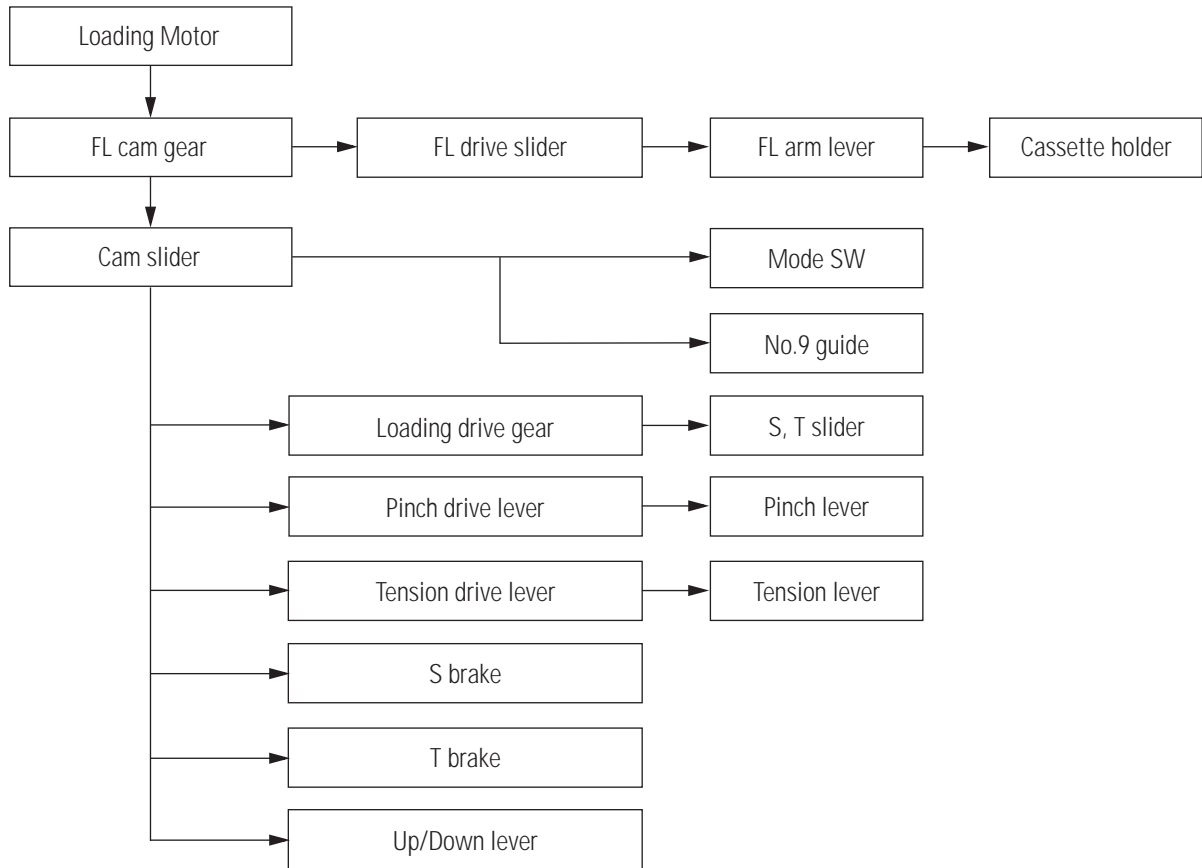 Loading Motor
FL cam gear
FL drive slider
FL arm lever
Cassette holder
Cam slider
Mode SW
No.9 guide
Loading drive gear
S, T slider
Pinch drive lever
Pinch lever
Tension drive lever
Tension lever
S brake
T brake
Up/Down lever